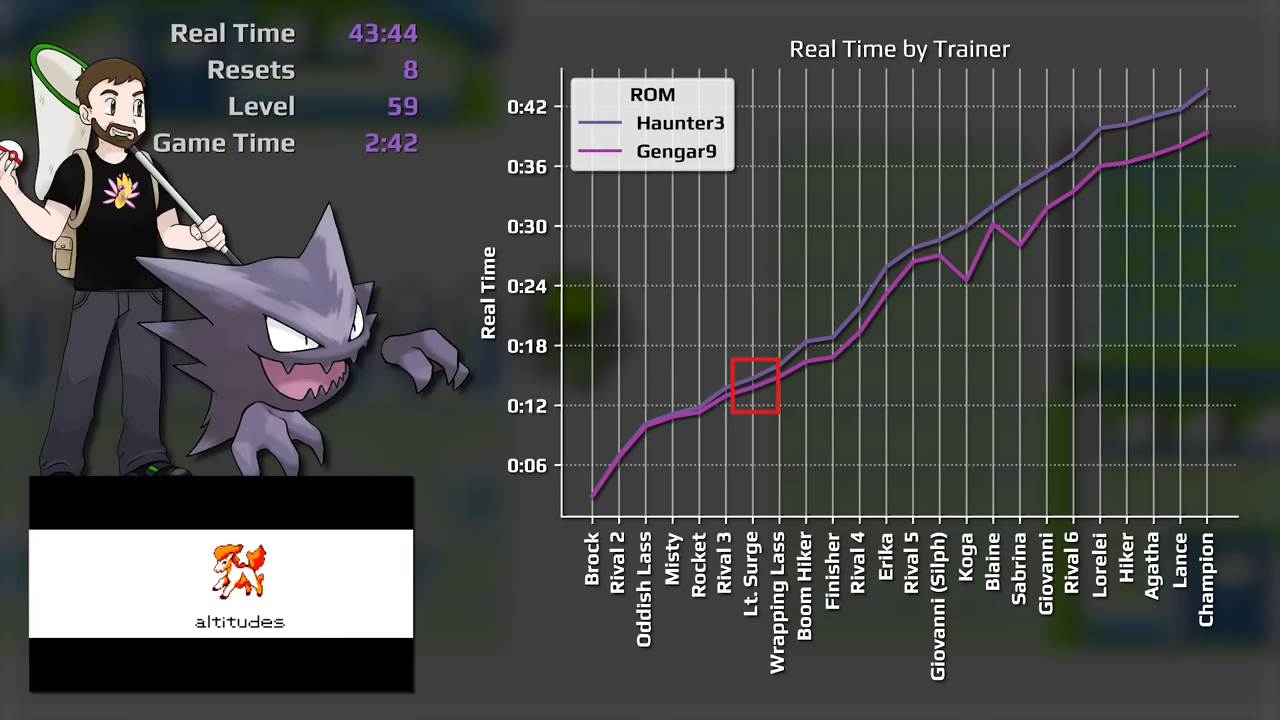 Real Time 43:44
Resets 8
Level 59
Game Time 2:42
altitudes
Real Time by Trainer
ROM
Haunter3
Gengar9
Real Time
0:42
0:36
0:30
0:24
0:18
0:12
0:06
Brock
Rival 2
Oddish Lass
Misty
Rocket
Rival 3
Lt. Surge
Wrapping Lass
Boom Hiker
Finisher
Rival 4
Erika
Rival 5
Giovanni (Silph)
Koga
Blaine
Sabrina
Giovanni
Rival 6
Lorelei
Hiker
Agatha
Lance
Champion